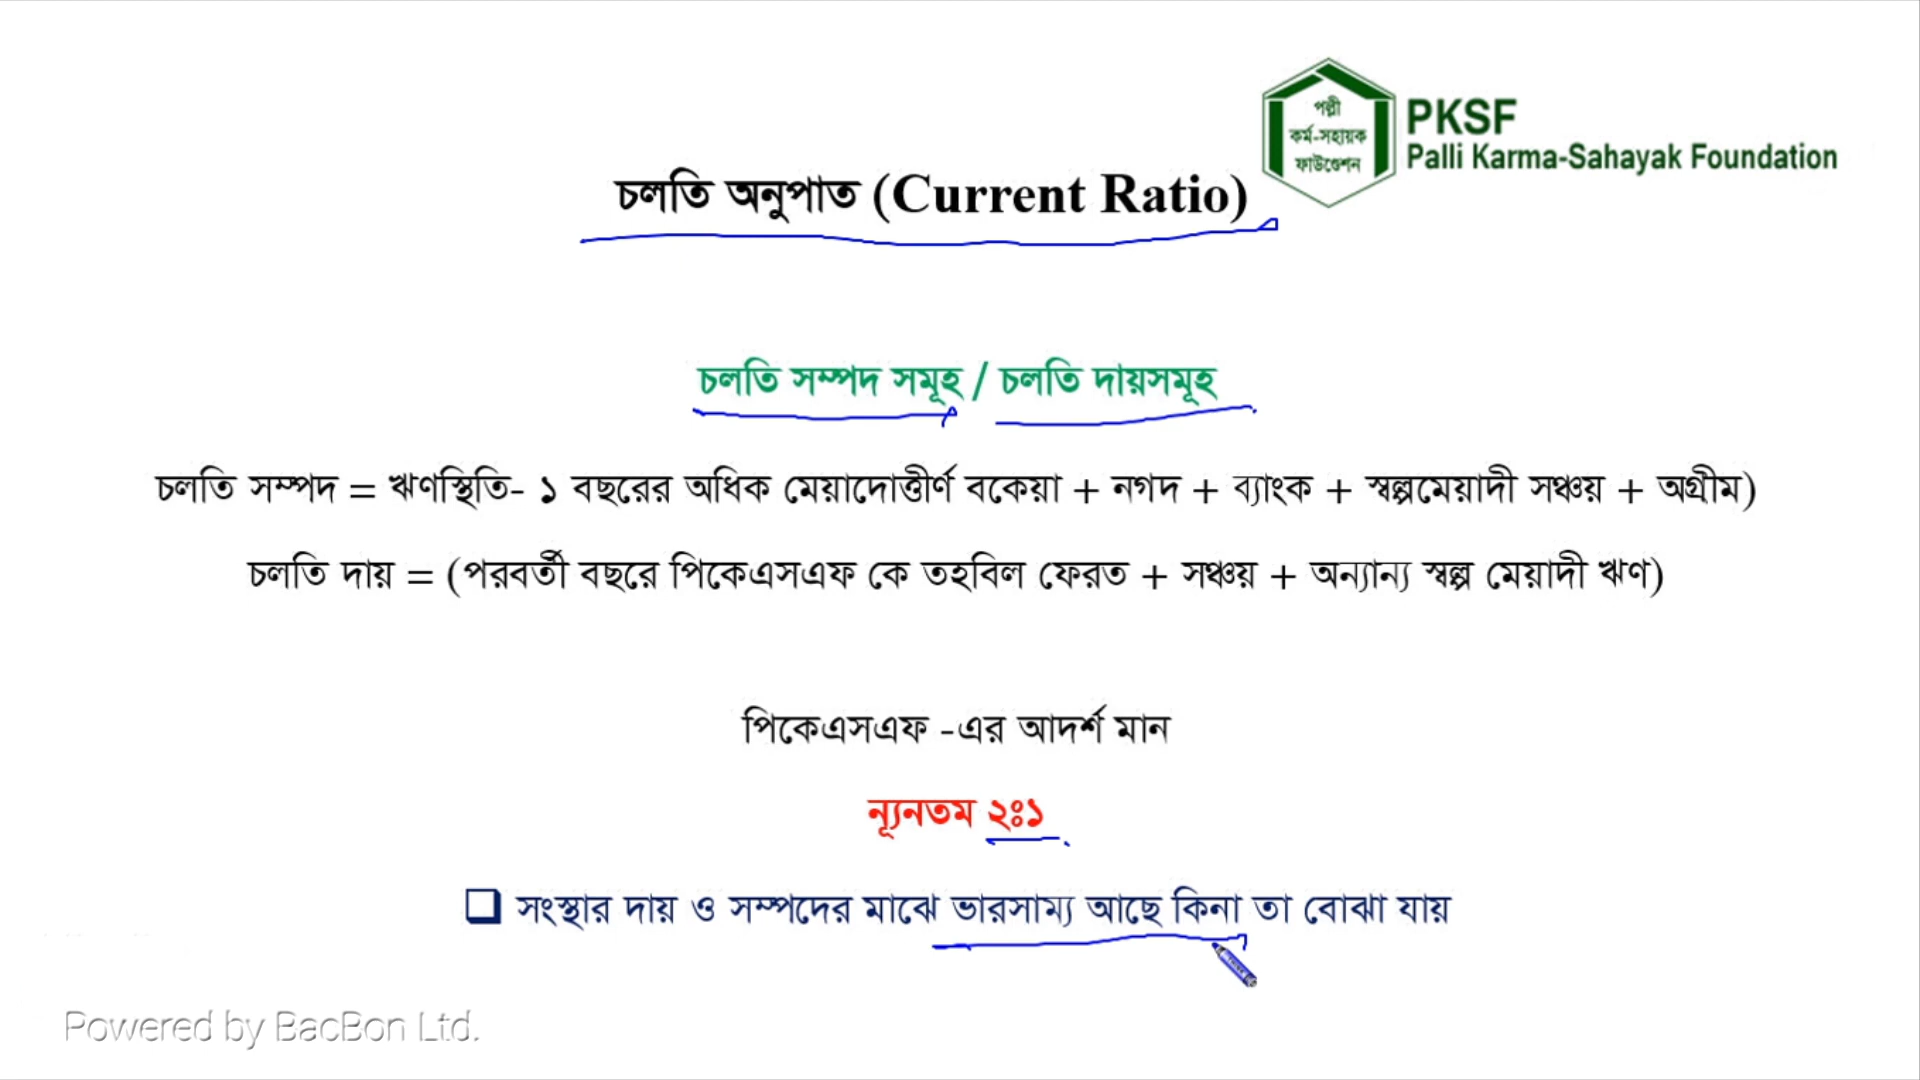 পল্লী
কর্ম-সহায়ক
ফাউণ্ডেশন
PKSF
Palli Karma-Sahayak Foundation
চলতি অনুপাত (Current Ratio)
চলতি সম্পদ সমূহ / চলতি দায়সমূহ
চলতি সম্পদ = ঋণস্থিতি- ১ বছরের অধিক মেয়াদোত্তীর্ণ বকেয়া + নগদ + ব্যাংক + স্বল্পমেয়াদী সঞ্চয় + অগ্রীম)
চলতি দায় = (পরবর্তী বছরে পিকেএসএফ কে তহবিল ফেরত + সঞ্চয় + অন্যান্য স্বল্প মেয়াদী ঋণ)
পিকেএসএফ -এর আদর্শ মান
ন্যূনতম ২ঃ১
সংস্থার দায় ও সম্পদের মাঝে ভারসাম্য আছে কিনা তা বোঝা যায়
Powered by BacBon Ltd.